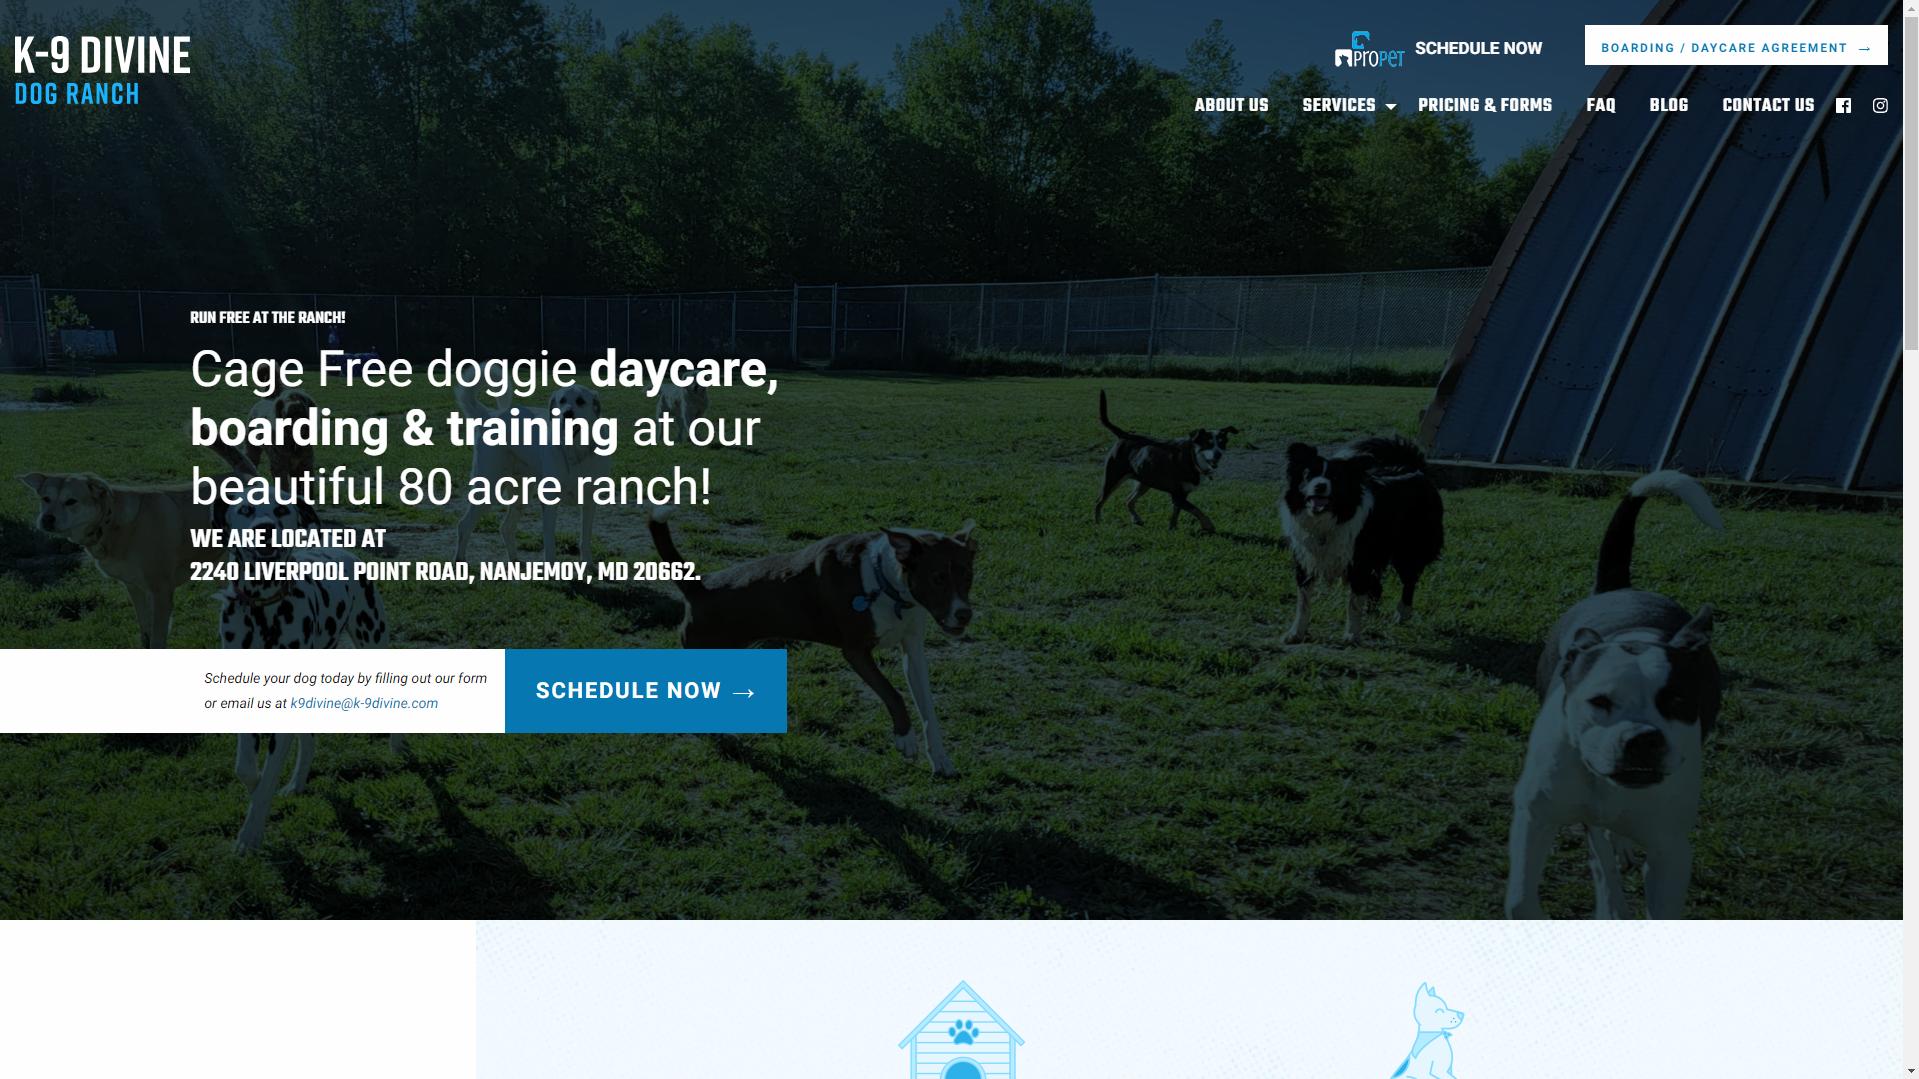 K-9 DIVINE
DOG RANCH
PROPET SCHEDULE NOW
BOARDING / DAYCARE AGREEMENT →
ABOUT US SERVICES PRICING & FORMS FAQ BLOG CONTACT US
RUN FREE AT THE RANCH!
Cage Free doggie daycare,
boarding & training at our
beautiful 80 acre ranch!
WE ARE LOCATED AT
2240 LIVERPOOL POINT ROAD, NANJEMOY, MD 20662.
Schedule your dog today by filling out our form
or email us at k9divine@k-9divine.com
SCHEDULE NOW →